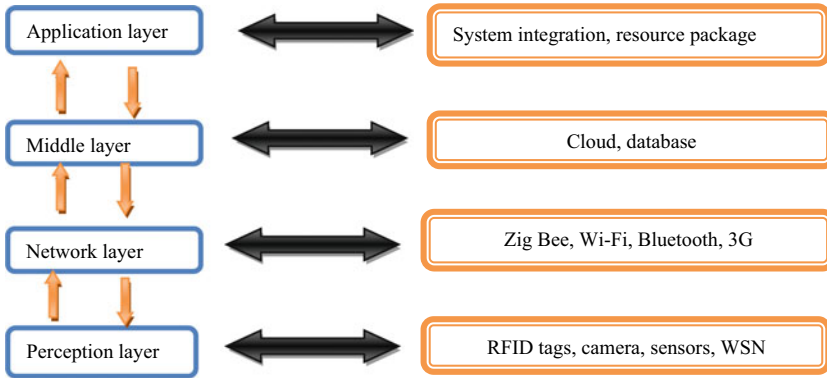 Application layer
System integration, resource package
Middle layer
Cloud, database
Network layer
Zig Bee, Wi-Fi, Bluetooth, 3G
Perception layer
RFID tags, camera, sensors, WSN